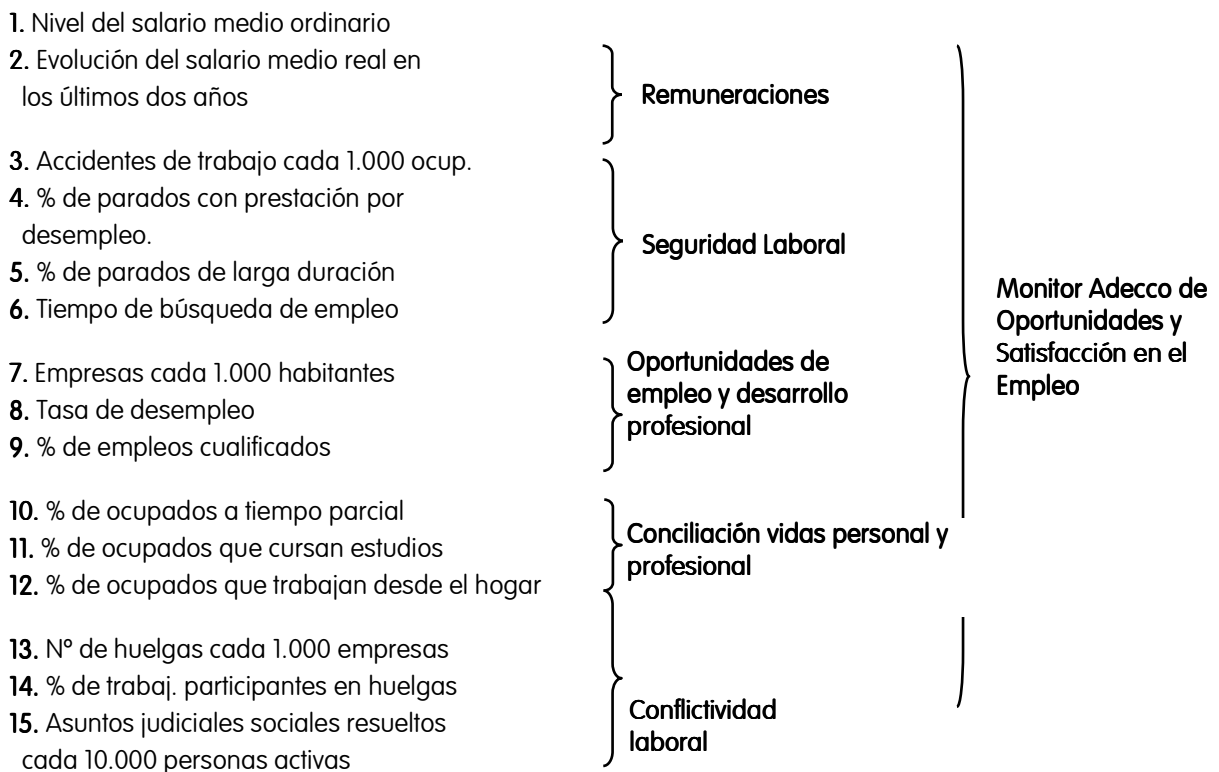 1. Nivel del salario medio ordinario
2. Evolución del salario medio real en
los últimos dos años
Remuneraciones
3. Accidentes de trabajo cada 1.000 ocup.
4. % de parados con prestación por
desempleo.
5. % de parados de larga duración
6. Tiempo de búsqueda de empleo
Seguridad Laboral
7. Empresas cada 1.000 habitantes
8. Tasa de desempleo
9. % de empleos cualificados
Oportunidades de
empleo y desarrollo
profesional
10. % de ocupados a tiempo parcial
11. % de ocupados que cursan estudios
12. % de ocupados que trabajan desde el hogar
Conciliación vidas personal y
profesional
13. Nº de huelgas cada 1.000 empresas
14. % de trabaj. participantes en huelgas
15. Asuntos judiciales sociales resueltos
cada 10.000 personas activas
Conflictividad
laboral
Monitor Adecco de
Oportunidades y
Satisfacción en el
Empleo